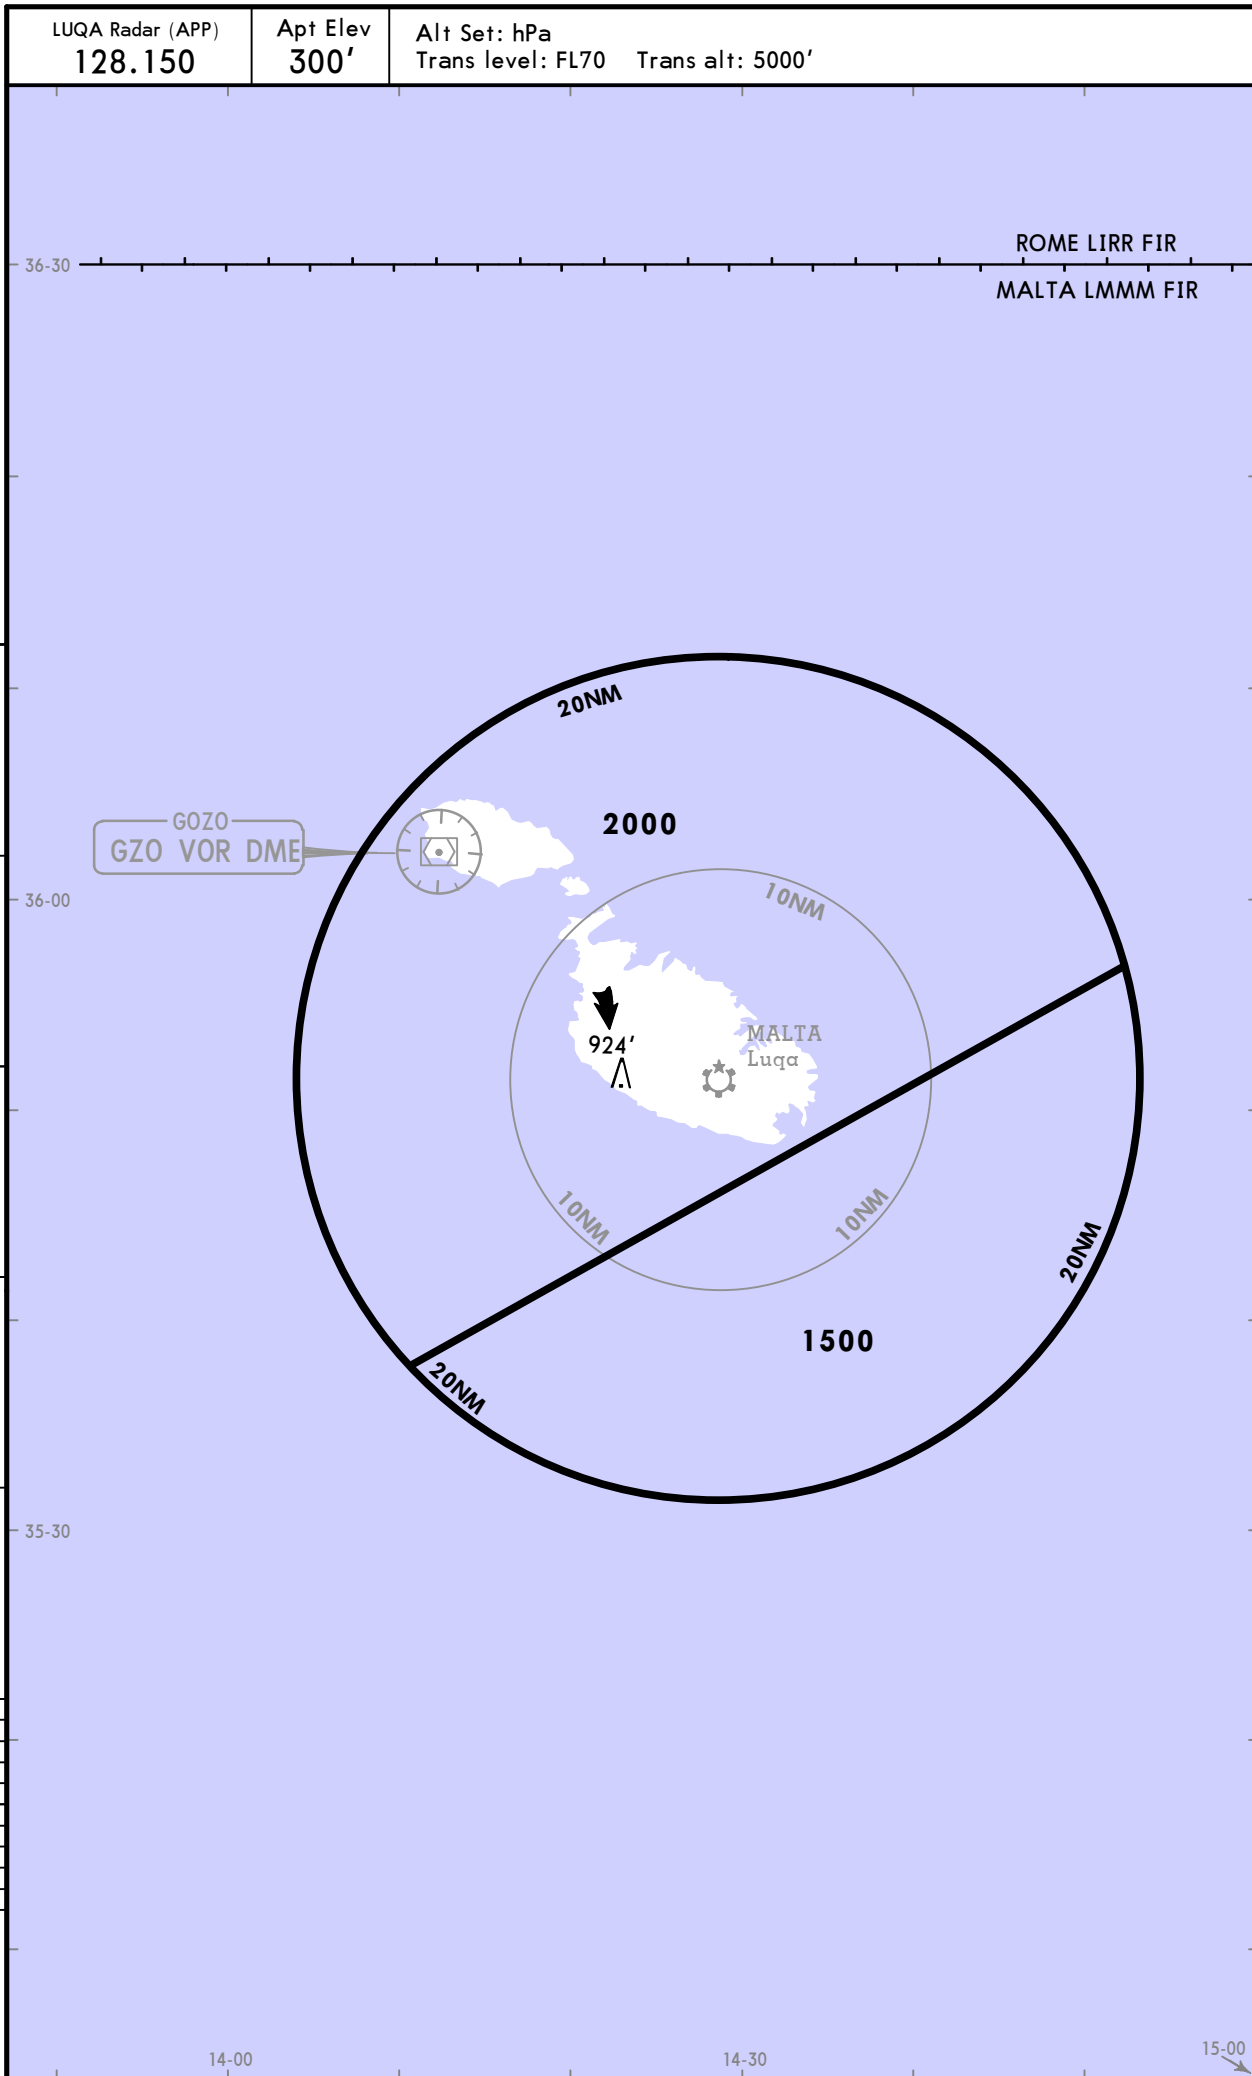 LUQA Radar (APP)
128.150
Apt Elev
300'
Alt Set: hPa
Trans level: FL70 Trans alt: 5000'
ROME LIRR FIR
36-30
MALTA LMMM FIR
20NM
2000
GOZO
GZO VOR DME
10NM
36-00
MALTA
Luqa
924'
10NM
10NM
20NM
1500
20NM
35-30
14-00
14-30
15-00